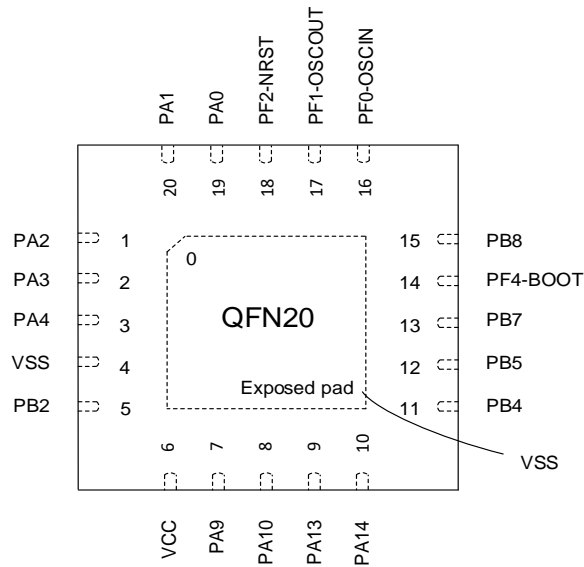 PA1
PA0
PF2-NRST
PF1-OSCOUT
PF0-OSCIN
20
19
18
17
16
PA2 1
0
15 PB8
PA3 2
14 PF4-BOOT
PA4 3
QFN20
13 PB7
VSS 4
12 PB5
Exposed pad
PB2 5
11 PB4
6
7
8
9
10
VSS
VCC
PA9
PA10
PA13
PA14